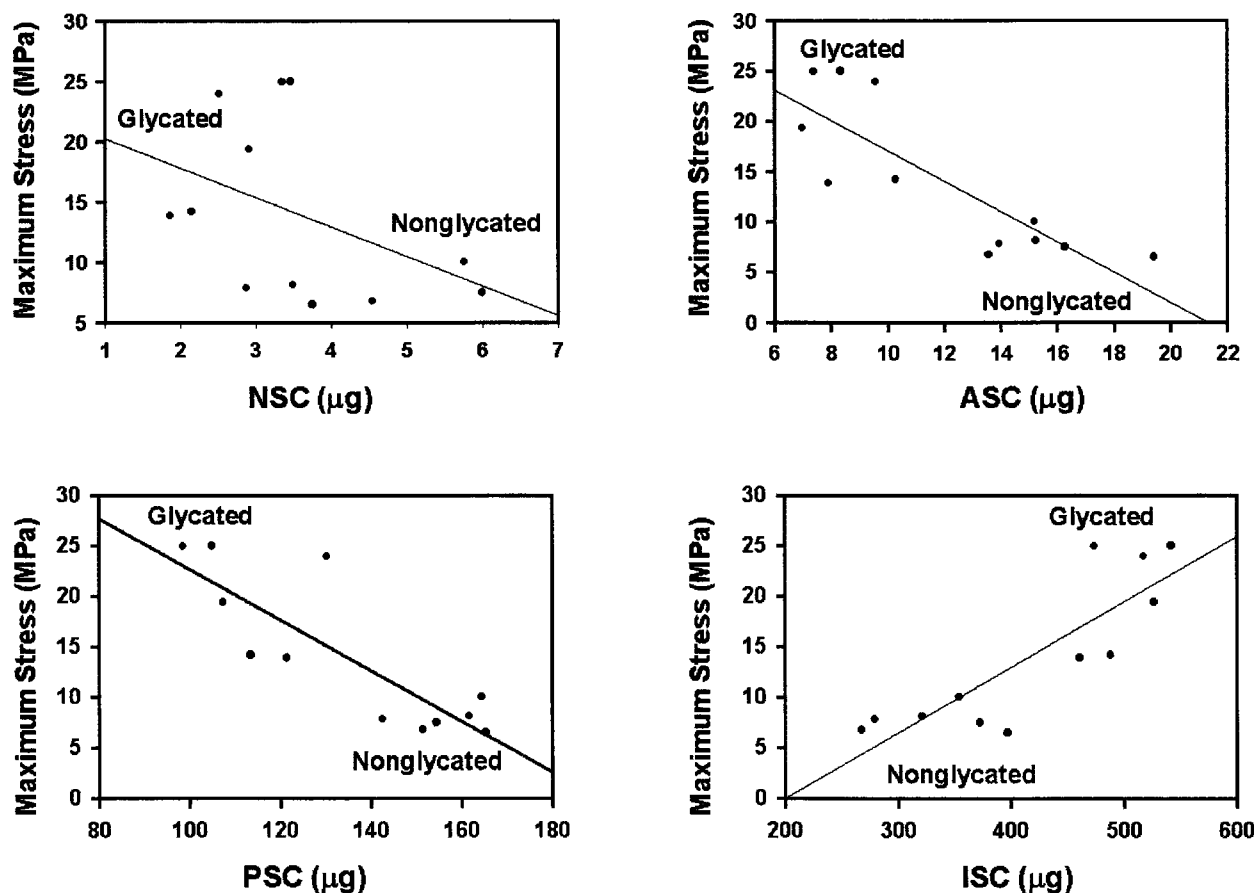 Maximum Stress (MPa)
30
25
20
15
10
5
Glycated
Nonglycated
1 2 3 4 5 6 7
NSC (μg)
Maximum Stress (MPa)
30
25
20
15
10
5
0
Glycated
Nonglycated
6 8 10 12 14 16 18 20 22
ASC (μg)
Maximum Stress (MPa)
30
25
20
15
10
5
0
Glycated
Nonglycated
80 100 120 140 160 180
PSC (μg)
Maximum Stress (MPa)
30
25
20
15
10
5
0
Glycated
Nonglycated
200 300 400 500 600
ISC (μg)